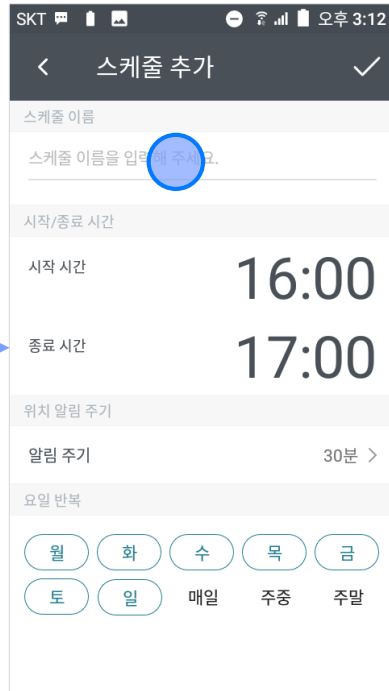 SKT 오후 3:12
스케줄 추가
스케줄 이름
스케줄 이름을 입력해 주세요.
시작/종료 시간
시작 시간 16:00
종료 시간 17:00
위치 알림 주기
알림 주기 30분
요일 반복
월 화 수 목 금
토 일 매일 주중 주말